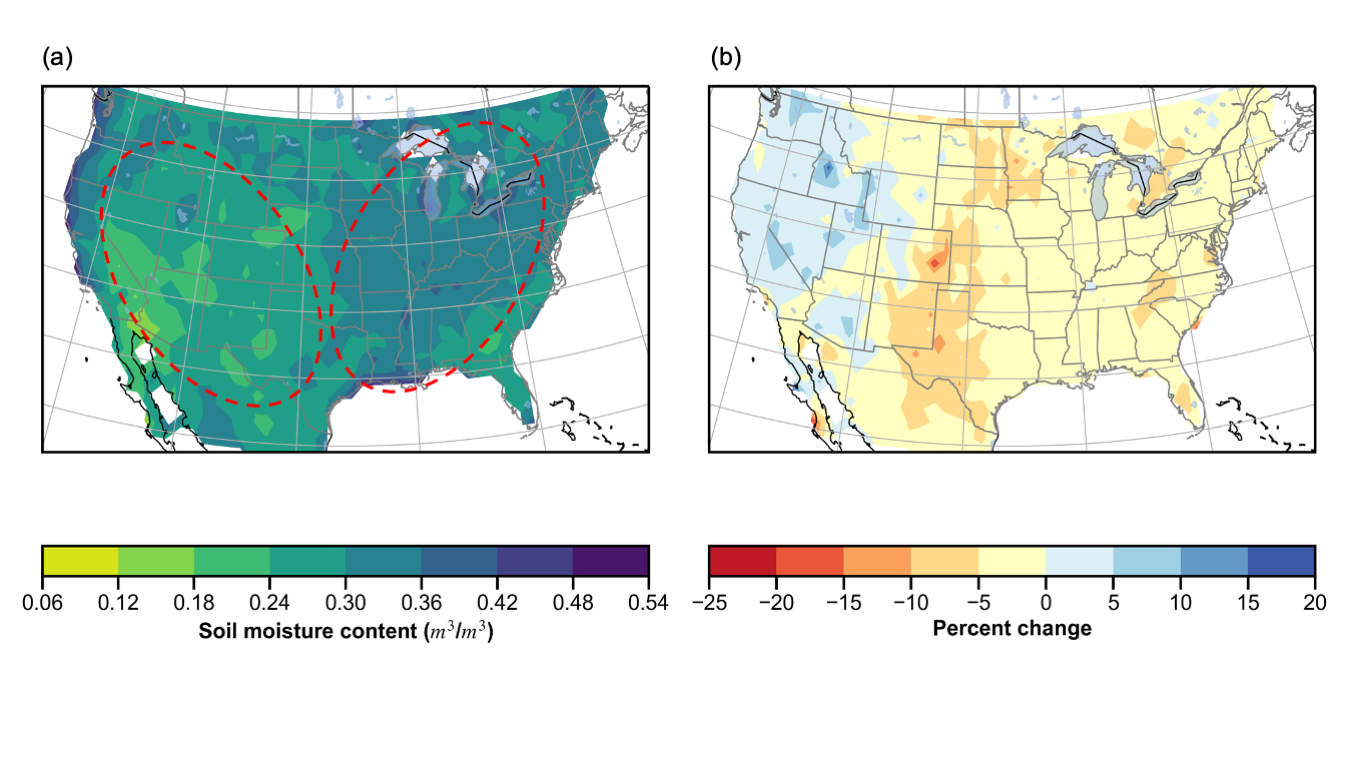 (a)
(b)
0.06 0.12 0.18 0.24 0.30 0.36 0.42 0.48 0.54
Soil moisture content (m³/m³)
−25 −20 −15 −10 −5 0 5 10 15 20
Percent change